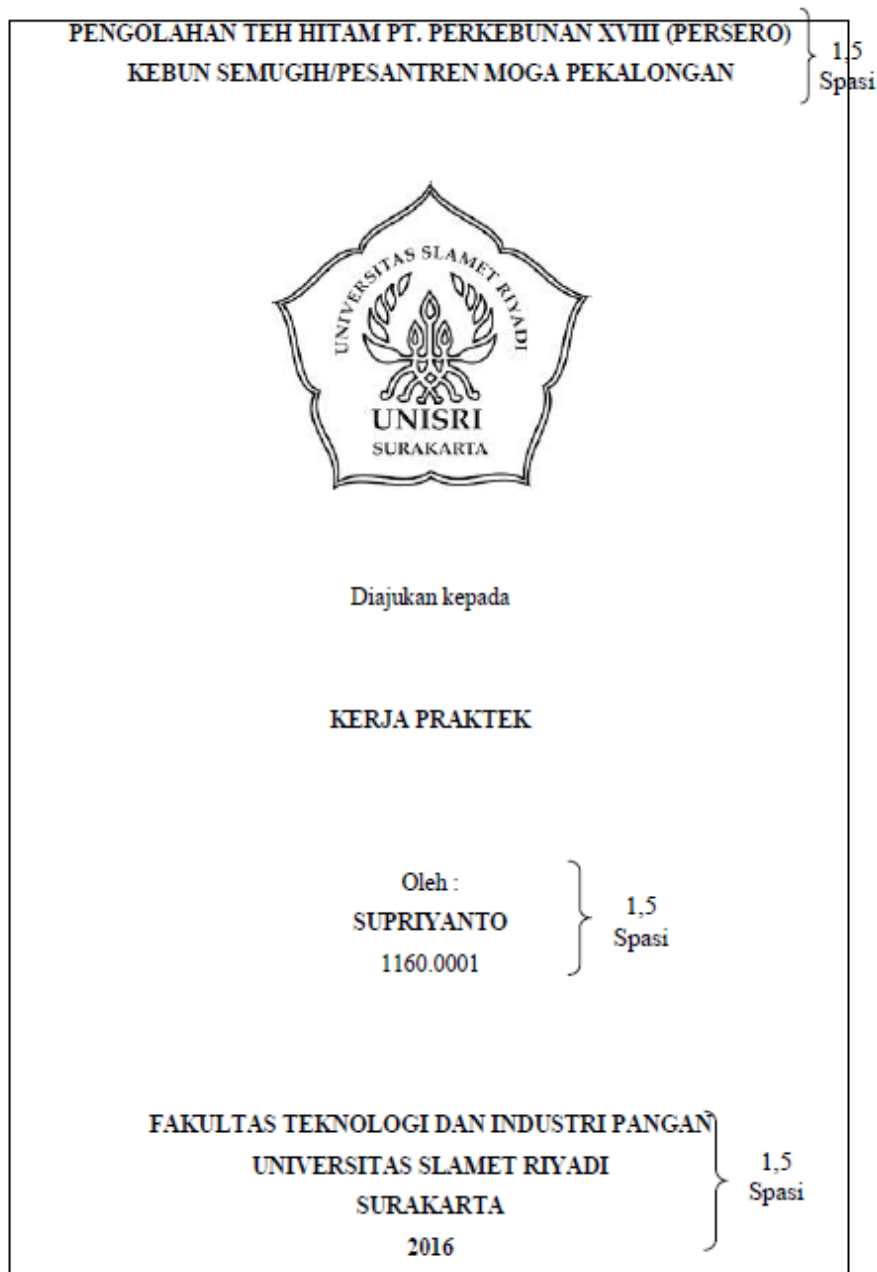 PENGOLAHAN TEH HITAM PT. PERKEBUNAN XVIII (PERSERO)
KEBUN SEMUGIH/PESANTREN MOGA PEKALONGAN
1,5
Spasi
UNIVERSITAS SLAMET RIYADI
UNISRI
SURAKARTA
Diajukan kepada
KERJA PRAKTEK
Oleh :
SUPRIYANTO
1160.0001
1,5
Spasi
FAKULTAS TEKNOLOGI DAN INDUSTRI PANGAN
UNIVERSITAS SLAMET RIYADI
SURAKARTA
2016
1,5
Spasi